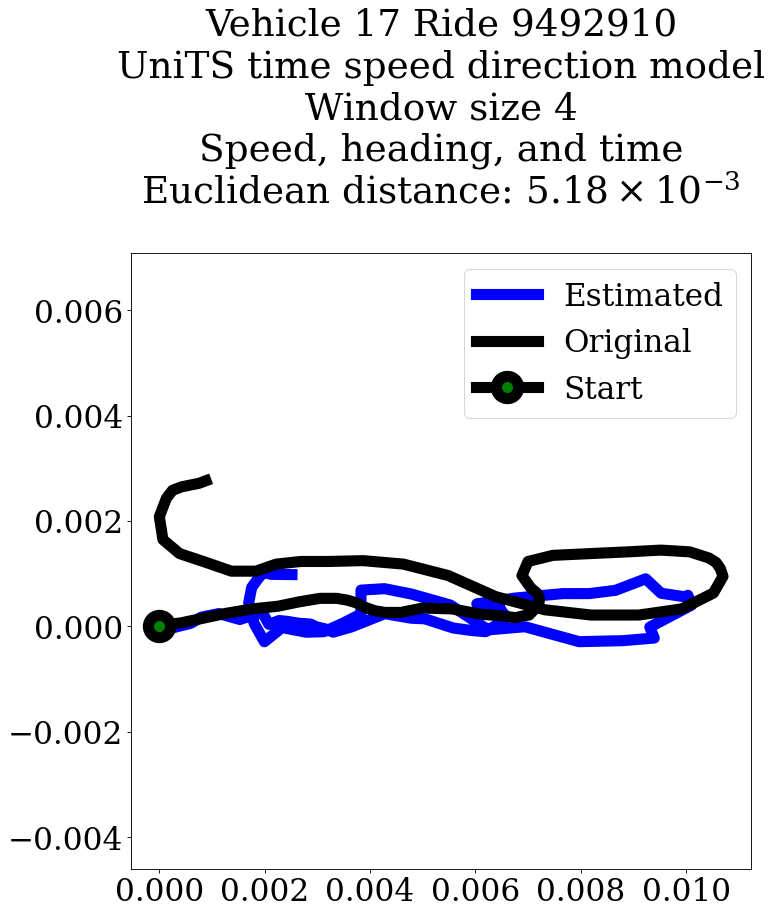 Vehicle 17 Ride 9492910
UniTS time speed direction model
Window size 4
Speed, heading, and time
Euclidean distance: $5.18 \times 10^{-3}$
Estimated
Original
Start
0.006
0.004
0.002
0.000
−0.002
−0.004
0.000 0.002 0.004 0.006 0.008 0.010